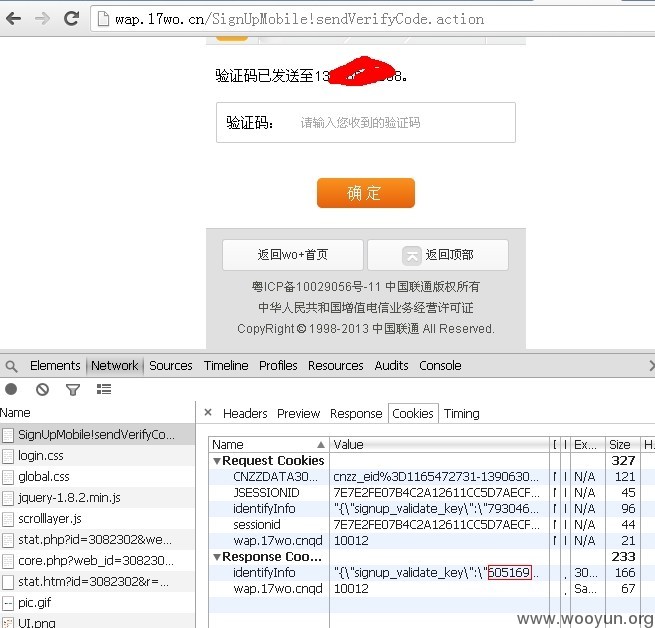 wap.17wo.cn/SignUpMobile!sendVerifyCode.action
验证码已发送至13 8。
验证码： 请输入您收到的验证码
确 定
返回wo+首页 返回顶部
粤ICP备10029056号-11 中国联通版权所有
中华人民共和国增值电信业务经营许可证
CopyRight © 1998-2013 中国联通 All Reserved.
Elements Network Sources Timeline Profiles Resources Audits Console
Name × Headers Preview Response Cookies Timing
SignUpMobile!sendVerifyCo...
login.css
global.css
jquery-1.8.2.min.js
scrolllayer.js
stat.php?id=3082302&we...
core.php?web_id=308230...
stat.htm?id=3082302&r=...
pic.gif
UI.png
Name Value Ex... Size H.
Request Cookies 327
CNZZDATA30... cnzz_eid%3D1165472731-1390630... N/A 121
JSESSIONID 7E7E2FE07B4C2A12611CC5D7AECF... N/A 45
identifyInfo "{\"signup_validate_key\":\"793046... N/A 96
sessionid 7E7E2FE07B4C2A12611CC5D7AECF... N/A 44
wap.17wo.cnqd 10012 N/A 21
Response Coo... 233
identifyInfo "{\"signup_validate_key\":\"605169... 30... 166
wap.17wo.cnqd 10012 Sa... 67
www.wooyun.org